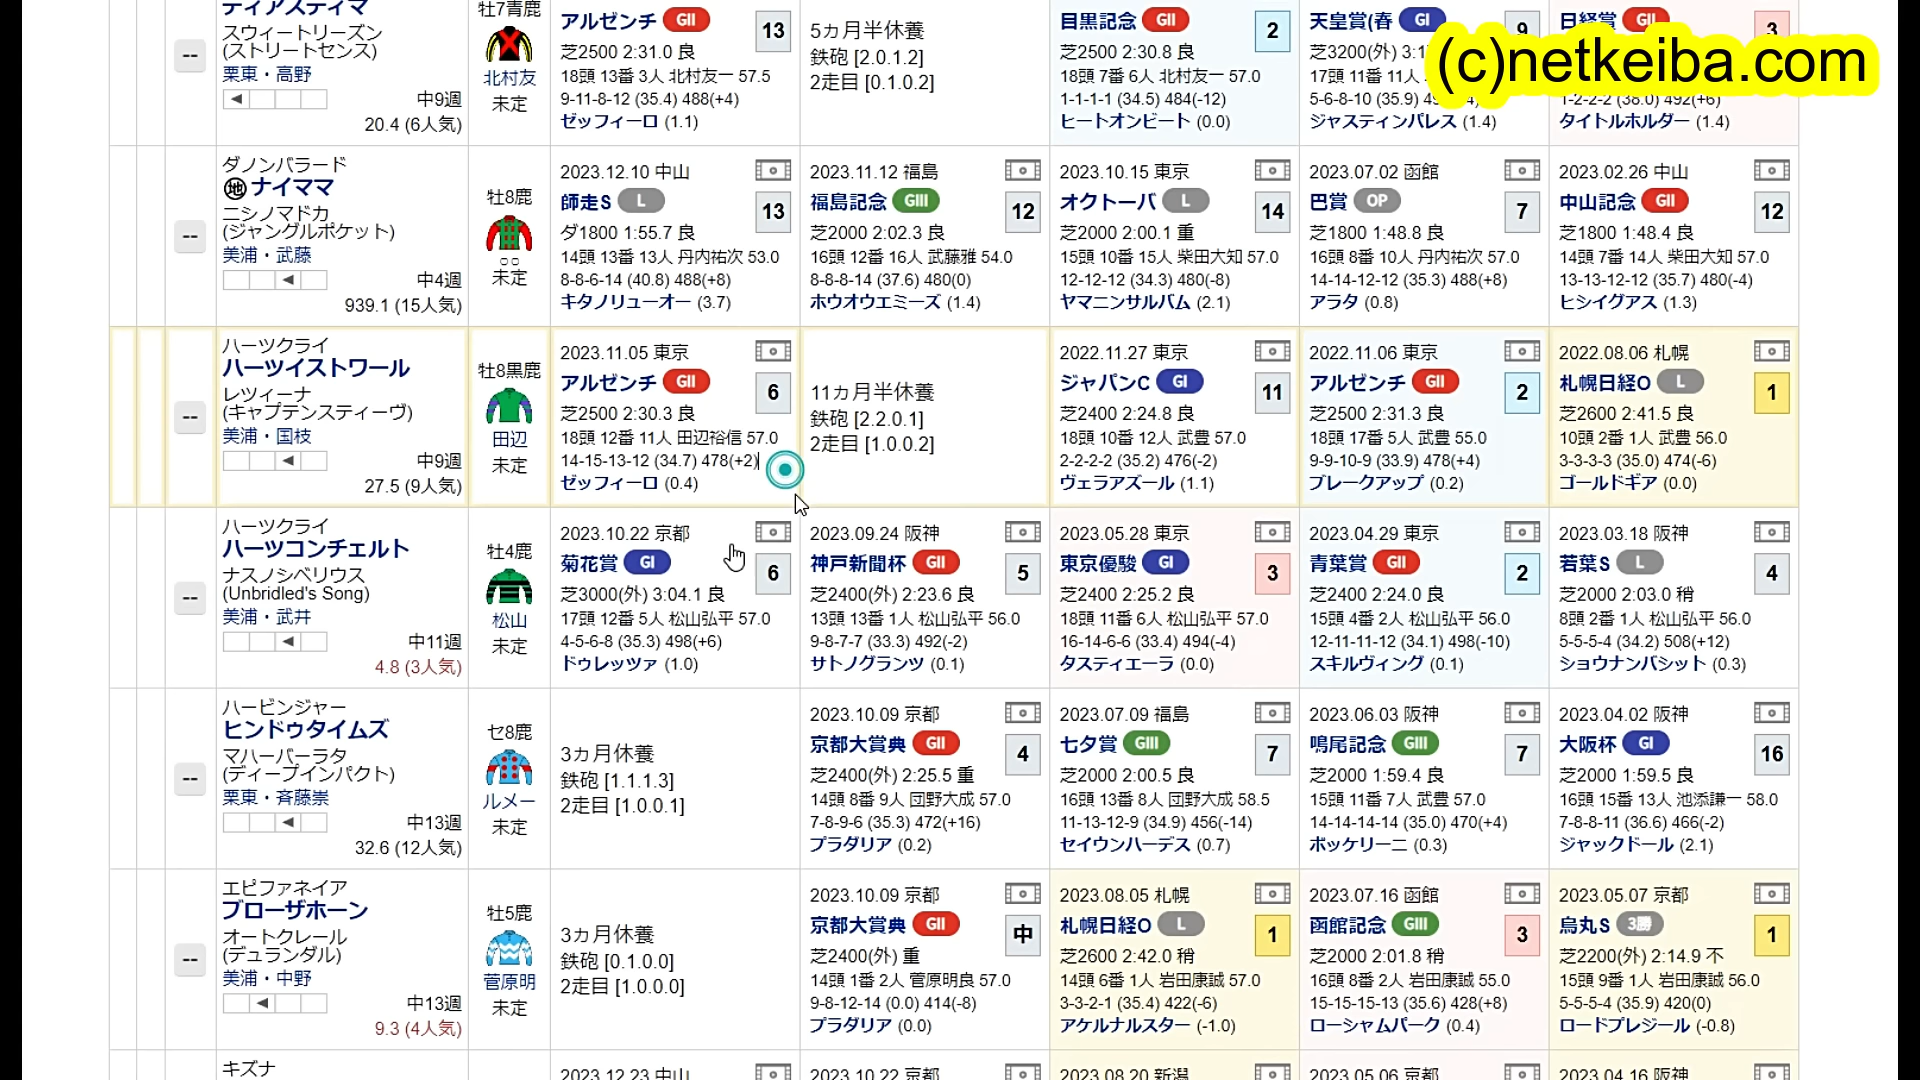 (c)netkeiba.com
ディアスティマ
スウィートリーズン
(ストリートセンス)
栗東・高野
中9週
20.4 (6人気)
--
牡7青鹿
北村友
未定
アルゼンチ GII 13
芝2500 2:31.0 良
18頭 13番 3人 北村友一 57.5
9-11-8-12 (35.4) 488(+4)
ゼッフィーロ (1.1)
5ヵ月半休養
鉄砲 [2.0.1.2]
2走目 [0.1.0.2]
目黒記念 GII 2
芝2500 2:30.8 良
18頭 7番 6人 北村友一 57.0
1-1-1-1 (34.5) 484(-12)
ヒートオンビート (0.0)
天皇賞(春 GI 9
芝3200(外) 3:1
17頭 11番 11人
5-6-8-10 (35.9)
ジャスティンパレス (1.4)
日経賞 GII 3
1-2-2-2 (38.0) 492(+6)
タイトルホルダー (1.4)
--
ダノンバラード
地 ナイママ
ニシノマドカ
(ジャングルポケット)
美浦・武藤
中4週
939.1 (15人気)
牡8鹿
未定
2023.12.10 中山
師走S L 13
ダ1800 1:55.7 良
14頭 13番 13人 丹内祐次 53.0
8-8-6-14 (40.8) 488(+8)
キタノリューオー (3.7)
2023.11.12 福島
福島記念 GIII 12
芝2000 2:02.3 良
16頭 12番 16人 武藤雅 54.0
8-8-8-14 (37.6) 480(0)
ホウオウエミーズ (1.4)
2023.10.15 東京
オクトーバ L 14
芝2000 2:00.1 重
15頭 10番 15人 柴田大知 57.0
12-12-12 (34.3) 480(-8)
ヤマニンサルバム (2.1)
2023.07.02 函館
巴賞 OP 7
芝1800 1:48.8 良
16頭 8番 10人 丹内祐次 57.0
14-14-12-12 (35.3) 488(+8)
アラタ (0.8)
2023.02.26 中山
中山記念 GII 12
芝1800 1:48.4 良
14頭 7番 14人 柴田大知 57.0
13-13-12-12 (35.7) 480(-4)
ヒシイグアス (1.3)
--
ハーツクライ
ハーツイストワール
レツィーナ
(キャプテンスティーヴ)
美浦・国枝
中9週
27.5 (9人気)
牡8黒鹿
田辺
未定
2023.11.05 東京
アルゼンチ GII 6
芝2500 2:30.3 良
18頭 12番 11人 田辺裕信 57.0
14-15-13-12 (34.7) 478(+2)
ゼッフィーロ (0.4)
11ヵ月半休養
鉄砲 [2.2.0.1]
2走目 [1.0.0.2]
2022.11.27 東京
ジャパンC GI 11
芝2400 2:24.8 良
18頭 10番 12人 武豊 57.0
2-2-2-2 (35.2) 476(-2)
ヴェラアズール (1.1)
2022.11.06 東京
アルゼンチ GII 2
芝2500 2:31.3 良
18頭 17番 5人 武豊 55.0
9-9-10-9 (33.9) 478(+4)
ブレークアップ (0.2)
2022.08.06 札幌
札幌日経O L 1
芝2600 2:41.5 良
10頭 2番 1人 武豊 56.0
3-3-3-3 (35.0) 474(-6)
ゴールドギア (0.0)
--
ハーツクライ
ハーツコンチェルト
ナスノシベリウス
(Unbridled's Song)
美浦・武井
中11週
4.8 (3人気)
牡4鹿
松山
未定
2023.10.22 京都
菊花賞 GI 6
芝3000(外) 3:04.1 良
17頭 12番 5人 松山弘平 57.0
4-5-6-8 (35.3) 498(+6)
ドゥレッツァ (1.0)
2023.09.24 阪神
神戸新聞杯 GII 5
芝2400(外) 2:23.6 良
13頭 13番 1人 松山弘平 56.0
9-8-7-7 (33.3) 492(-2)
サトノグランツ (0.1)
2023.05.28 東京
東京優駿 GI 3
芝2400 2:25.2 良
18頭 11番 6人 松山弘平 57.0
16-14-6-6 (33.4) 494(-4)
タスティエーラ (0.0)
2023.04.29 東京
青葉賞 GII 2
芝2400 2:24.0 良
15頭 4番 2人 松山弘平 56.0
12-11-11-12 (34.1) 498(-10)
スキルヴィング (0.1)
2023.03.18 阪神
若葉S L 4
芝2000 2:03.0 稍
8頭 2番 1人 松山弘平 56.0
5-5-5-4 (34.2) 508(+12)
ショウナンバシット (0.3)
--
ハービンジャー
ヒンドゥタイムズ
マハーバーラタ
(ディープインパクト)
栗東・斉藤崇
中13週
32.6 (12人気)
セ8鹿
ルメー
未定
3ヵ月休養
鉄砲 [1.1.1.3]
2走目 [1.0.0.1]
2023.10.09 京都
京都大賞典 GII 4
芝2400(外) 2:25.5 重
14頭 8番 9人 団野大成 57.0
7-8-9-6 (35.3) 472(+16)
プラダリア (0.2)
2023.07.09 福島
七夕賞 GIII 7
芝2000 2:00.5 良
16頭 13番 8人 団野大成 58.5
11-13-12-9 (34.9) 456(-14)
セイウンハーデス (0.7)
2023.06.03 阪神
鳴尾記念 GIII 7
芝2000 1:59.4 良
15頭 11番 7人 武豊 57.0
14-14-14-14 (35.0) 470(+4)
ボッケリーニ (0.3)
2023.04.02 阪神
大阪杯 GI 16
芝2000 1:59.5 良
16頭 15番 13人 池添謙一 58.0
7-8-8-11 (36.6) 466(-2)
ジャックドール (2.1)
--
エピファネイア
ブローザホーン
オートクレール
(デュランダル)
美浦・中野
中13週
9.3 (4人気)
牡5鹿
菅原明
未定
3ヵ月休養
鉄砲 [0.1.0.0]
2走目 [1.0.0.0]
2023.10.09 京都
京都大賞典 GII 中
芝2400(外) 重
14頭 1番 2人 菅原明良 57.0
9-8-12-14 (0.0) 414(-8)
プラダリア (0.0)
2023.08.05 札幌
札幌日経O L 1
芝2600 2:42.0 稍
14頭 6番 1人 岩田康誠 57.0
3-3-2-1 (35.4) 422(-6)
アケルナルスター (-1.0)
2023.07.16 函館
函館記念 GIII 3
芝2000 2:01.8 稍
16頭 8番 2人 岩田康誠 55.0
15-15-15-13 (35.6) 428(+8)
ローシャムパーク (0.4)
2023.05.07 京都
烏丸S 3勝 1
芝2200(外) 2:14.9 不
15頭 9番 1人 岩田康誠 56.0
5-5-5-4 (35.9) 420(0)
ロードプレジール (-0.8)
キズナ
2023.12.23 中山
2023.10.22 京都
2023.08.20 新潟
2023.05.06 京都
2023.04.16 阪神